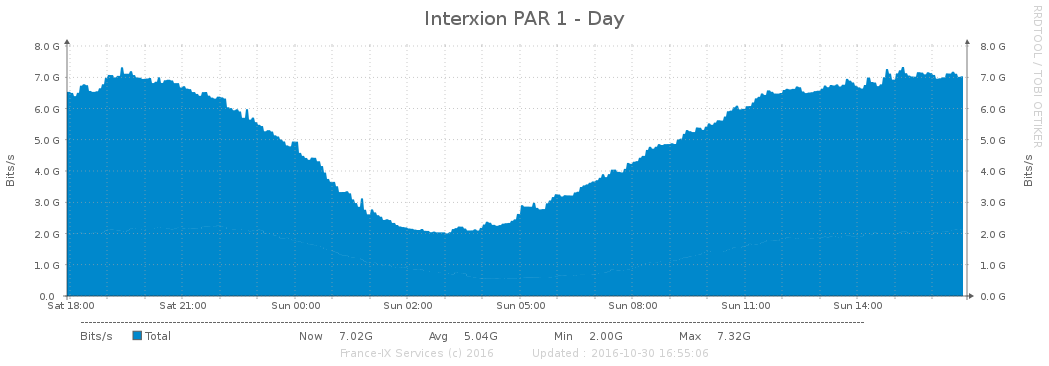 Interxion PAR 1 - Day
RRDTOOL / TOBI OETIKER
Bits/s
8.0 G
7.0 G
6.0 G
5.0 G
4.0 G
3.0 G
2.0 G
1.0 G
0.0
8.0 G
7.0 G
6.0 G
5.0 G
4.0 G
3.0 G
2.0 G
1.0 G
0.0 G
Bits/s
Sat 18:00 Sat 21:00 Sun 00:00 Sun 02:00 Sun 05:00 Sun 08:00 Sun 11:00 Sun 14:00
Bits/s Total Now 7.02G Avg 5.04G Min 2.00G Max 7.32G
France-IX Services (c) 2016 Updated : 2016-10-30 16:55:06